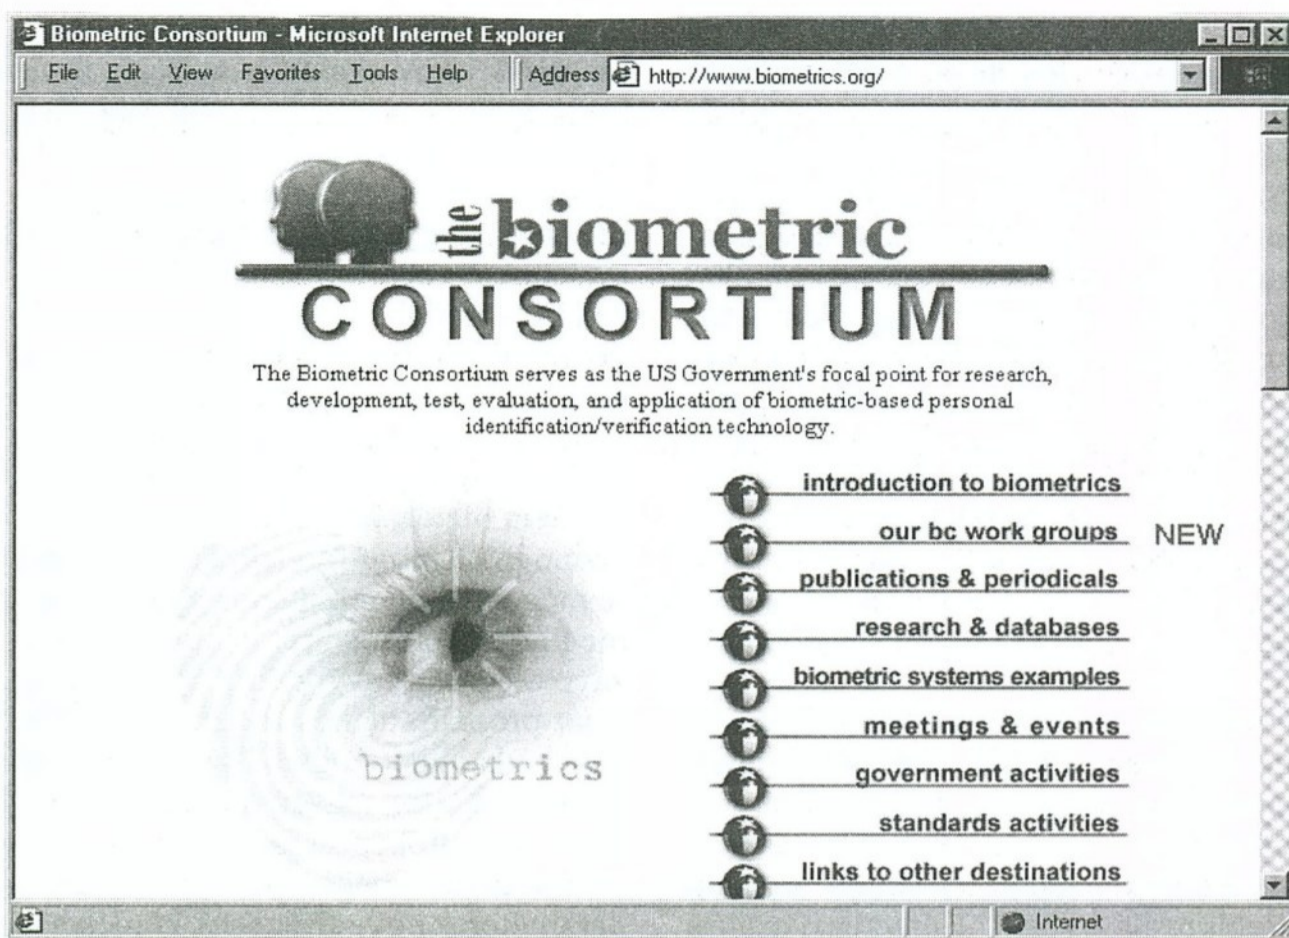 Biometric Consortium - Microsoft Internet Explorer
File Edit View Favorites Tools Help Address http://www.biometrics.org/
the biometric
CONSORTIUM
The Biometric Consortium serves as the US Government's focal point for research,
development, test, evaluation, and application of biometric-based personal
identification/verification technology.
introduction to biometrics
our bc work groups NEW
publications & periodicals
research & databases
biometric systems examples
meetings & events
government activities
standards activities
links to other destinations
biometrics
Internet